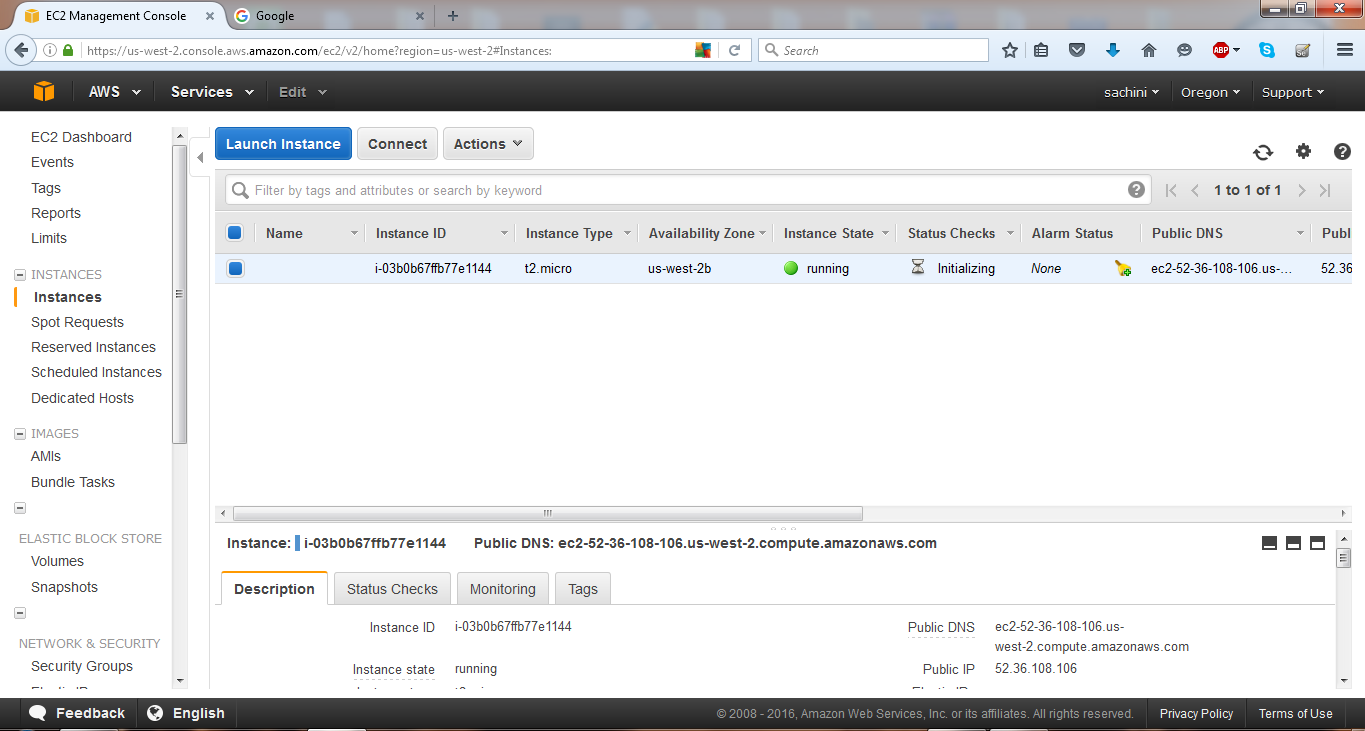 EC2 Management Console
Google
https://us-west-2.console.aws.amazon.com/ec2/v2/home?region=us-west-2#Instances:
Search
ABP
AWS Services Edit
sachini Oregon Support
EC2 Dashboard
Events
Tags
Reports
Limits
INSTANCES
Instances
Spot Requests
Reserved Instances
Scheduled Instances
Dedicated Hosts
IMAGES
AMIs
Bundle Tasks
ELASTIC BLOCK STORE
Volumes
Snapshots
NETWORK & SECURITY
Security Groups
Launch Instance Connect Actions
Filter by tags and attributes or search by keyword
1 to 1 of 1
Name Instance ID Instance Type Availability Zone Instance State Status Checks Alarm Status Public DNS Publ
i-03b0b67ffb77e1144 t2.micro us-west-2b running Initializing None ec2-52-36-108-106.us-... 52.36
Instance: i-03b0b67ffb77e1144 Public DNS: ec2-52-36-108-106.us-west-2.compute.amazonaws.com
Description Status Checks Monitoring Tags
Instance ID i-03b0b67ffb77e1144
Public DNS ec2-52-36-108-106.us-
west-2.compute.amazonaws.com
Instance state running
Public IP 52.36.108.106
Feedback English
© 2008 - 2016, Amazon Web Services, Inc. or its affiliates. All rights reserved. Privacy Policy Terms of Use